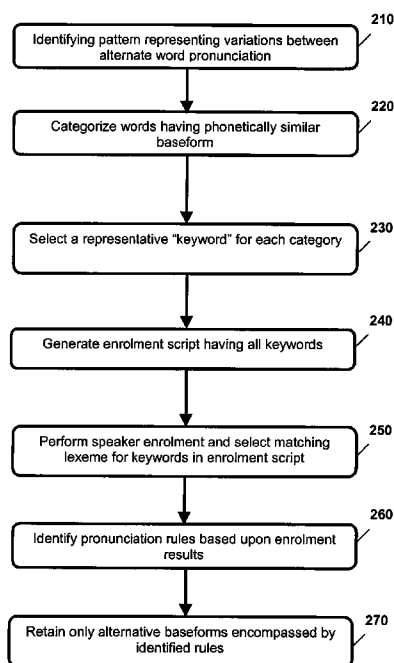 210
Identifying pattern representing variations between
alternate word pronunciation
220
Categorize words having phonetically similar
baseform
230
Select a representative "keyword" for each category
240
Generate enrolment script having all keywords
250
Perform speaker enrolment and select matching
lexeme for keywords in enrolment script
260
Identify pronunciation rules based upon enrolment
results
270
Retain only alternative baseforms encompassed by
identified rules